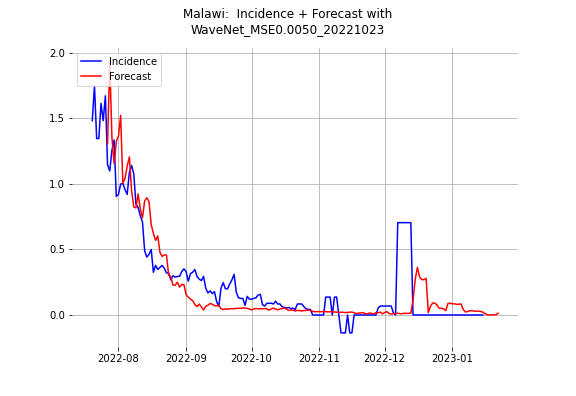 Malawi:  Incidence + Forecast with
WaveNet_MSE0.0050_20221023
Incidence
Forecast
2.0
1.5
1.0
0.5
0.0
2022-08 2022-09 2022-10 2022-11 2022-12 2023-01